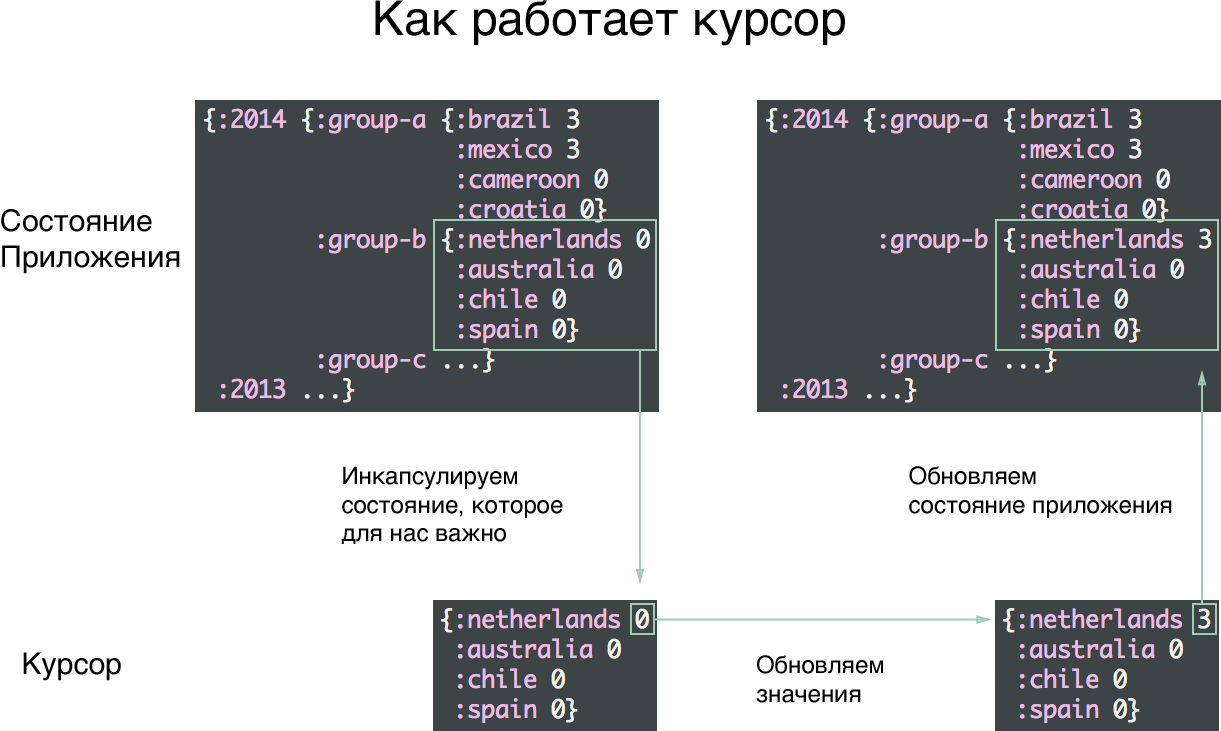 Как работает курсор
Состояние
Приложения
{:2014 {:group-a {:brazil 3
:mexico 3
:cameroon 0
:croatia 0}
:group-b {:netherlands 0
:australia 0
:chile 0
:spain 0}
:group-c ...}
:2013 ...}
{:2014 {:group-a {:brazil 3
:mexico 3
:cameroon 0
:croatia 0}
:group-b {:netherlands 3
:australia 0
:chile 0
:spain 0}
:group-c ...}
:2013 ...}
Инкапсулируем
состояние, которое
для нас важно
Обновляем
состояние приложения
Курсор
{:netherlands 0
:australia 0
:chile 0
:spain 0}
Обновляем
значения
{:netherlands 3
:australia 0
:chile 0
:spain 0}